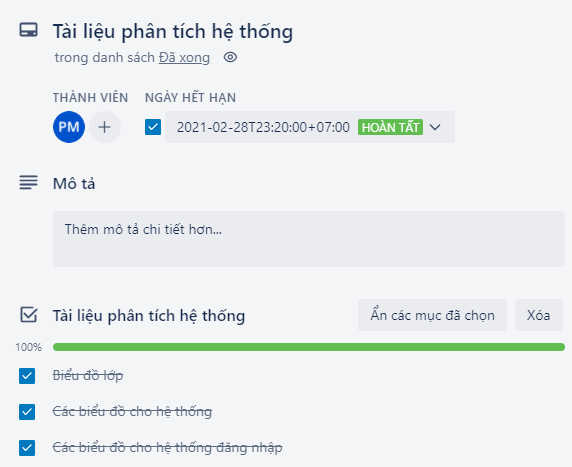 Tài liệu phân tích hệ thống
trong danh sách Đã xong
THÀNH VIÊN NGÀY HẾT HẠN
PM 2021-02-28T23:20:00+07:00 HOÀN TẤT
Mô tả
Thêm mô tả chi tiết hơn...
Tài liệu phân tích hệ thống Ẩn các mục đã chọn Xóa
100%
Biểu đồ lớp
Các biểu đồ cho hệ thống
Các biểu đồ cho hệ thống đăng nhập